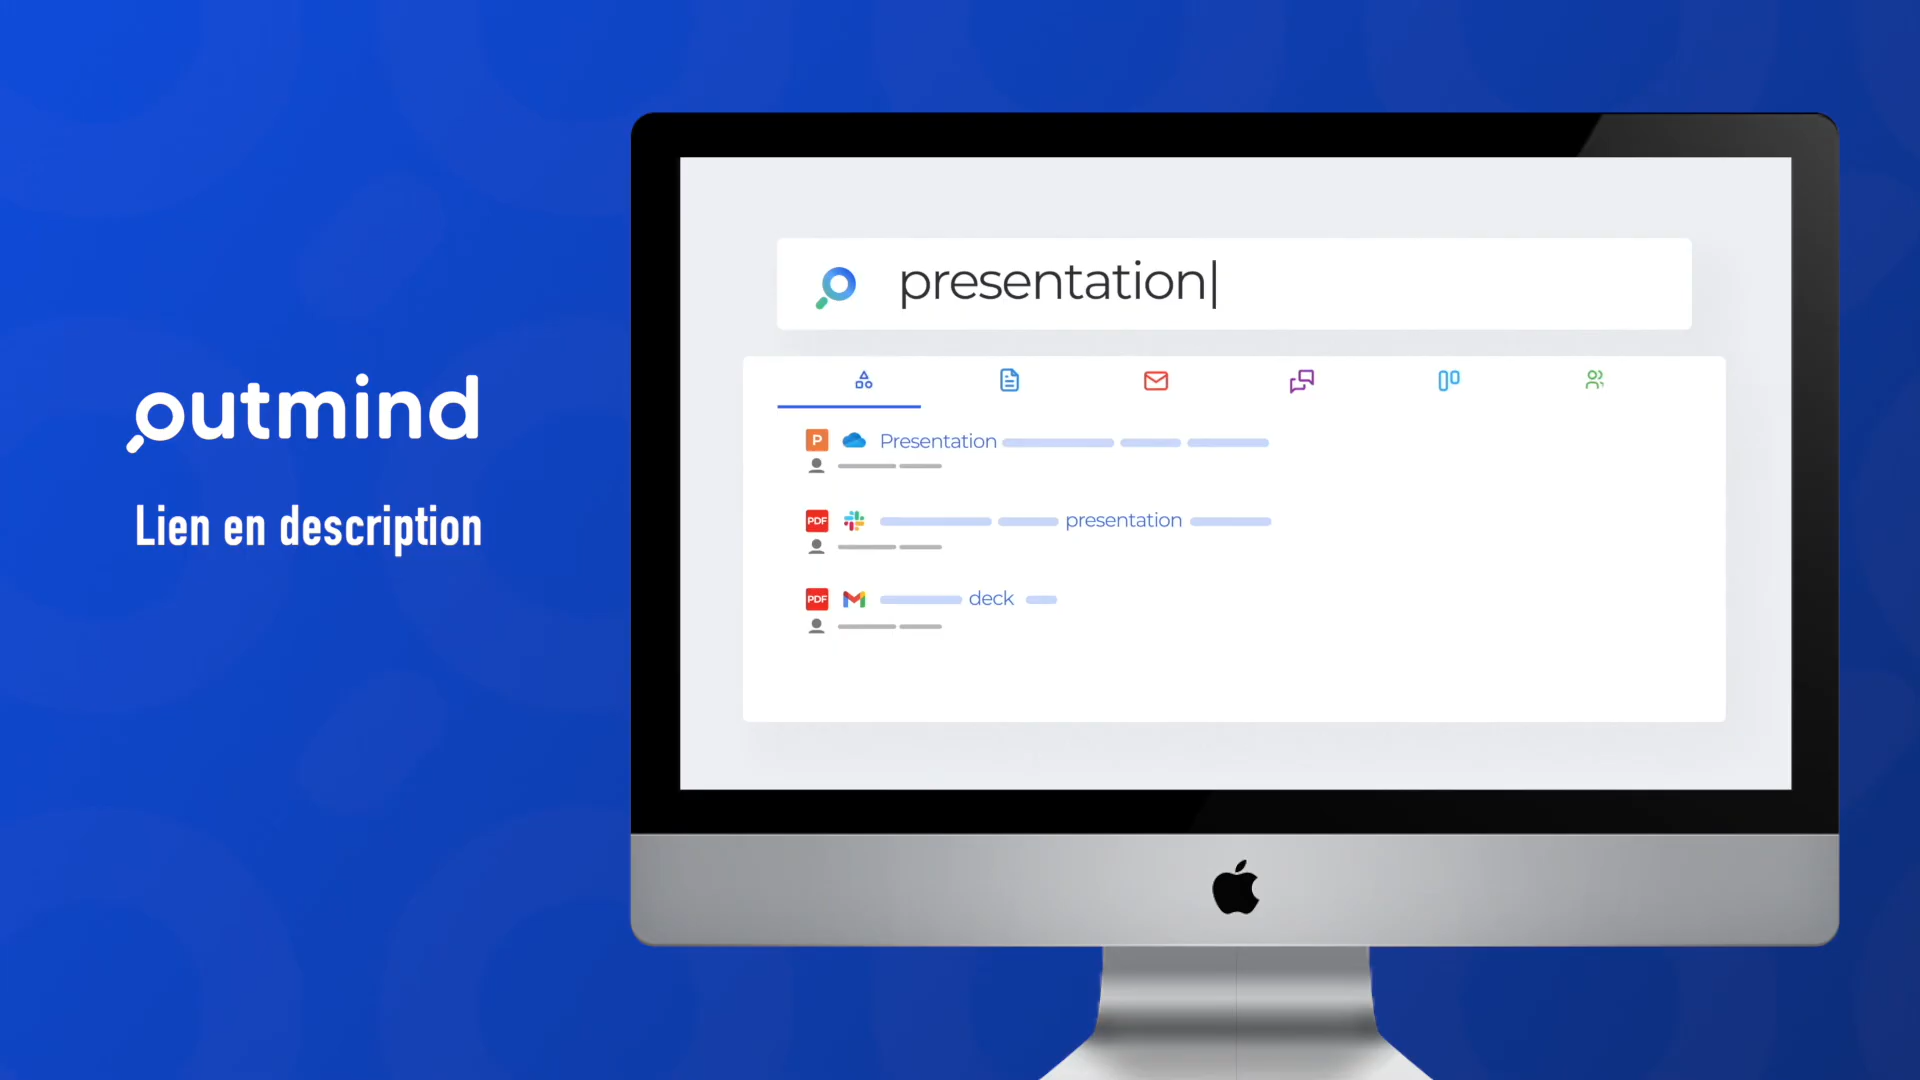 outmind
Lien en description
presentation
P Presentation
PDF presentation
PDF deck